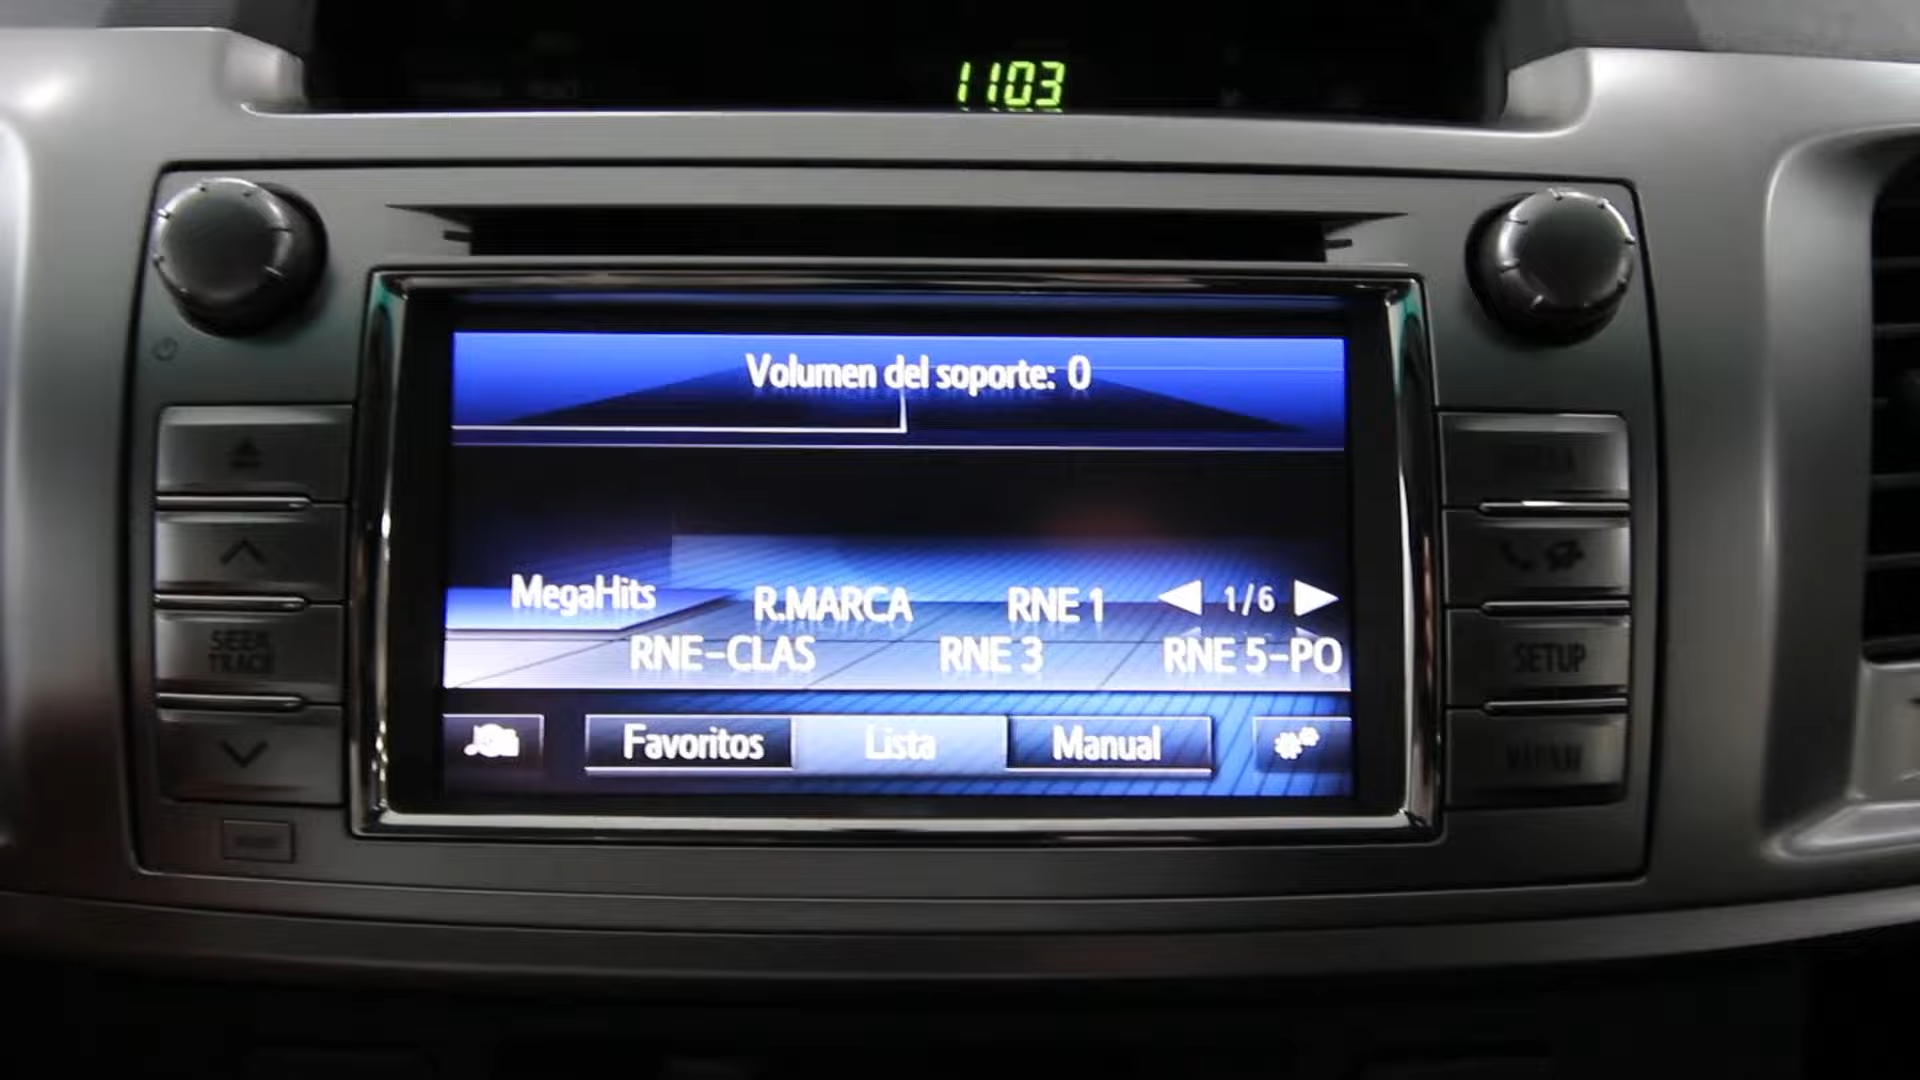 1103
Volumen del soporte: 0
MegaHits R.MARCA RNE 1 1/6
RNE-CLAS RNE 3 RNE 5-PO
Favoritos Lista Manual
SEEK
TRACK
SETUP